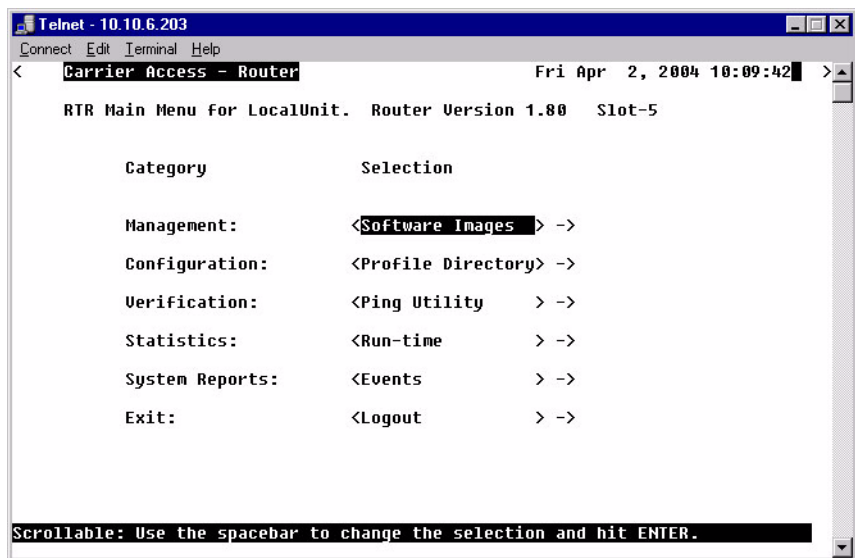 Telnet - 10.10.6.203
Connect Edit Terminal Help
< Carrier Access - Router Fri Apr 2, 2004 10:09:42 >
RTR Main Menu for LocalUnit. Router Version 1.80 Slot-5
Category Selection
Management: <Software Images > ->
Configuration: <Profile Directory> ->
Verification: <Ping Utility > ->
Statistics: <Run-time > ->
System Reports: <Events > ->
Exit: <Logout > ->
Scrollable: Use the spacebar to change the selection and hit ENTER.